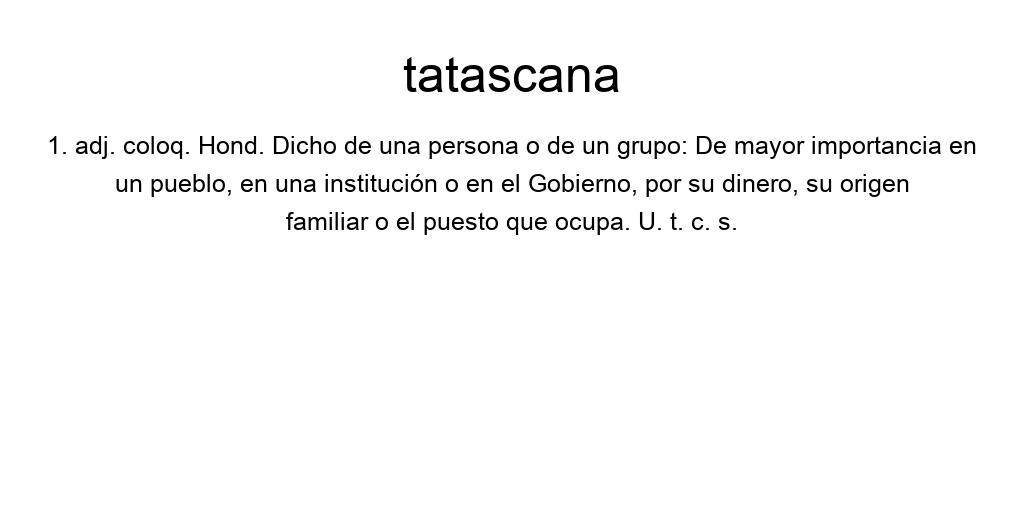 tatascana
1. adj. coloq. Hond. Dicho de una persona o de un grupo: De mayor importancia en
un pueblo, en una institución o en el Gobierno, por su dinero, su origen
familiar o el puesto que ocupa. U. t. c. s.